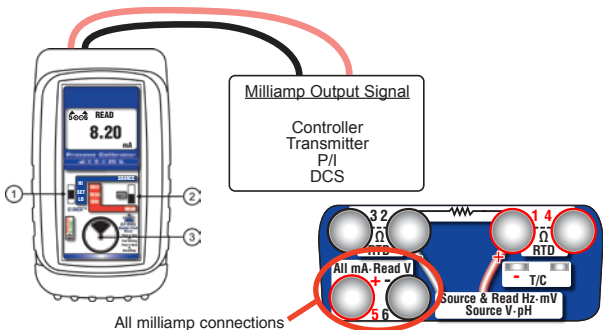 READ
8.20
mA
Process Calibrator
SOURCE
HI
SET
LO
READ
1
2
3
Milliamp Output Signal
Controller
Transmitter
P/I
DCS
3 2
Ω
RTD
1 4
Ω
RTD
All mA·Read V
+ -
5 6
+
- T/C
Source & Read Hz·mV
Source V·pH
All milliamp connections